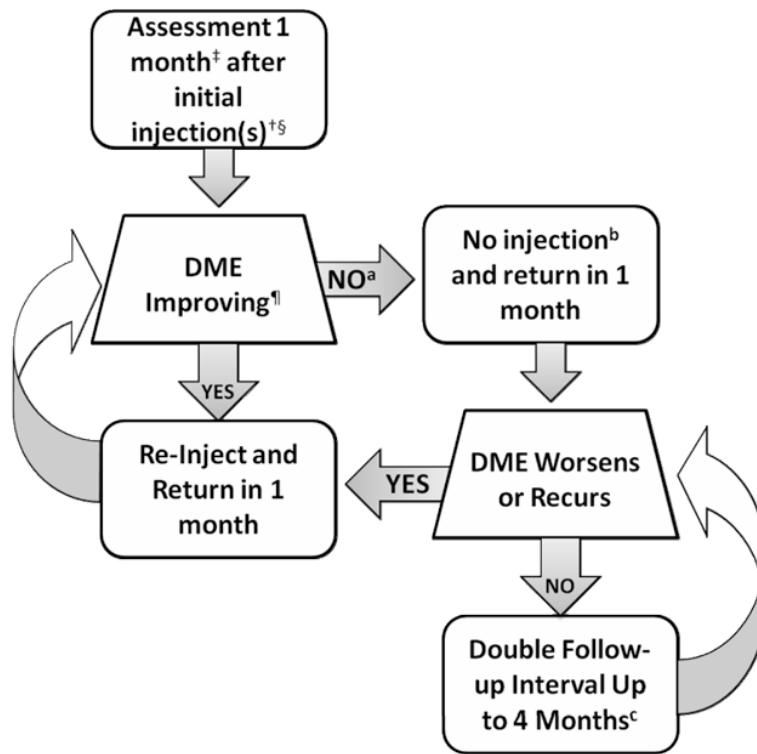 Assessment 1
month‡ after
initial
injection(s)†§
DME
Improving¶
NOᵃ
No injectionᵇ
and return in 1
month
YES
Re-Inject and
Return in 1
month
YES
DME Worsens
or Recurs
NO
Double Follow-
up Interval Up
to 4 Monthsᶜ